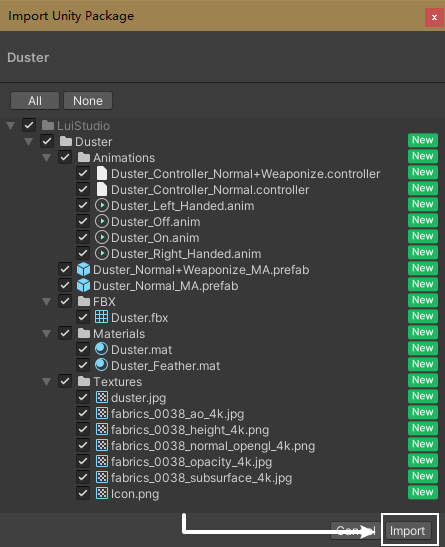 Import Unity Package
x
Duster
All None
LuiStudio
Duster New
Animations New
Duster_Controller_Normal+Weaponize.controller New
Duster_Controller_Normal.controller New
Duster_Left_Handed.anim New
Duster_Off.anim New
Duster_On.anim New
Duster_Right_Handed.anim New
Duster_Normal+Weaponize_MA.prefab New
Duster_Normal_MA.prefab New
FBX New
Duster.fbx New
Materials New
Duster.mat New
Duster_Feather.mat New
Textures New
duster.jpg New
fabrics_0038_ao_4k.jpg New
fabrics_0038_height_4k.png New
fabrics_0038_normal_opengl_4k.png New
fabrics_0038_opacity_4k.jpg New
fabrics_0038_subsurface_4k.jpg New
Icon.png New
Import